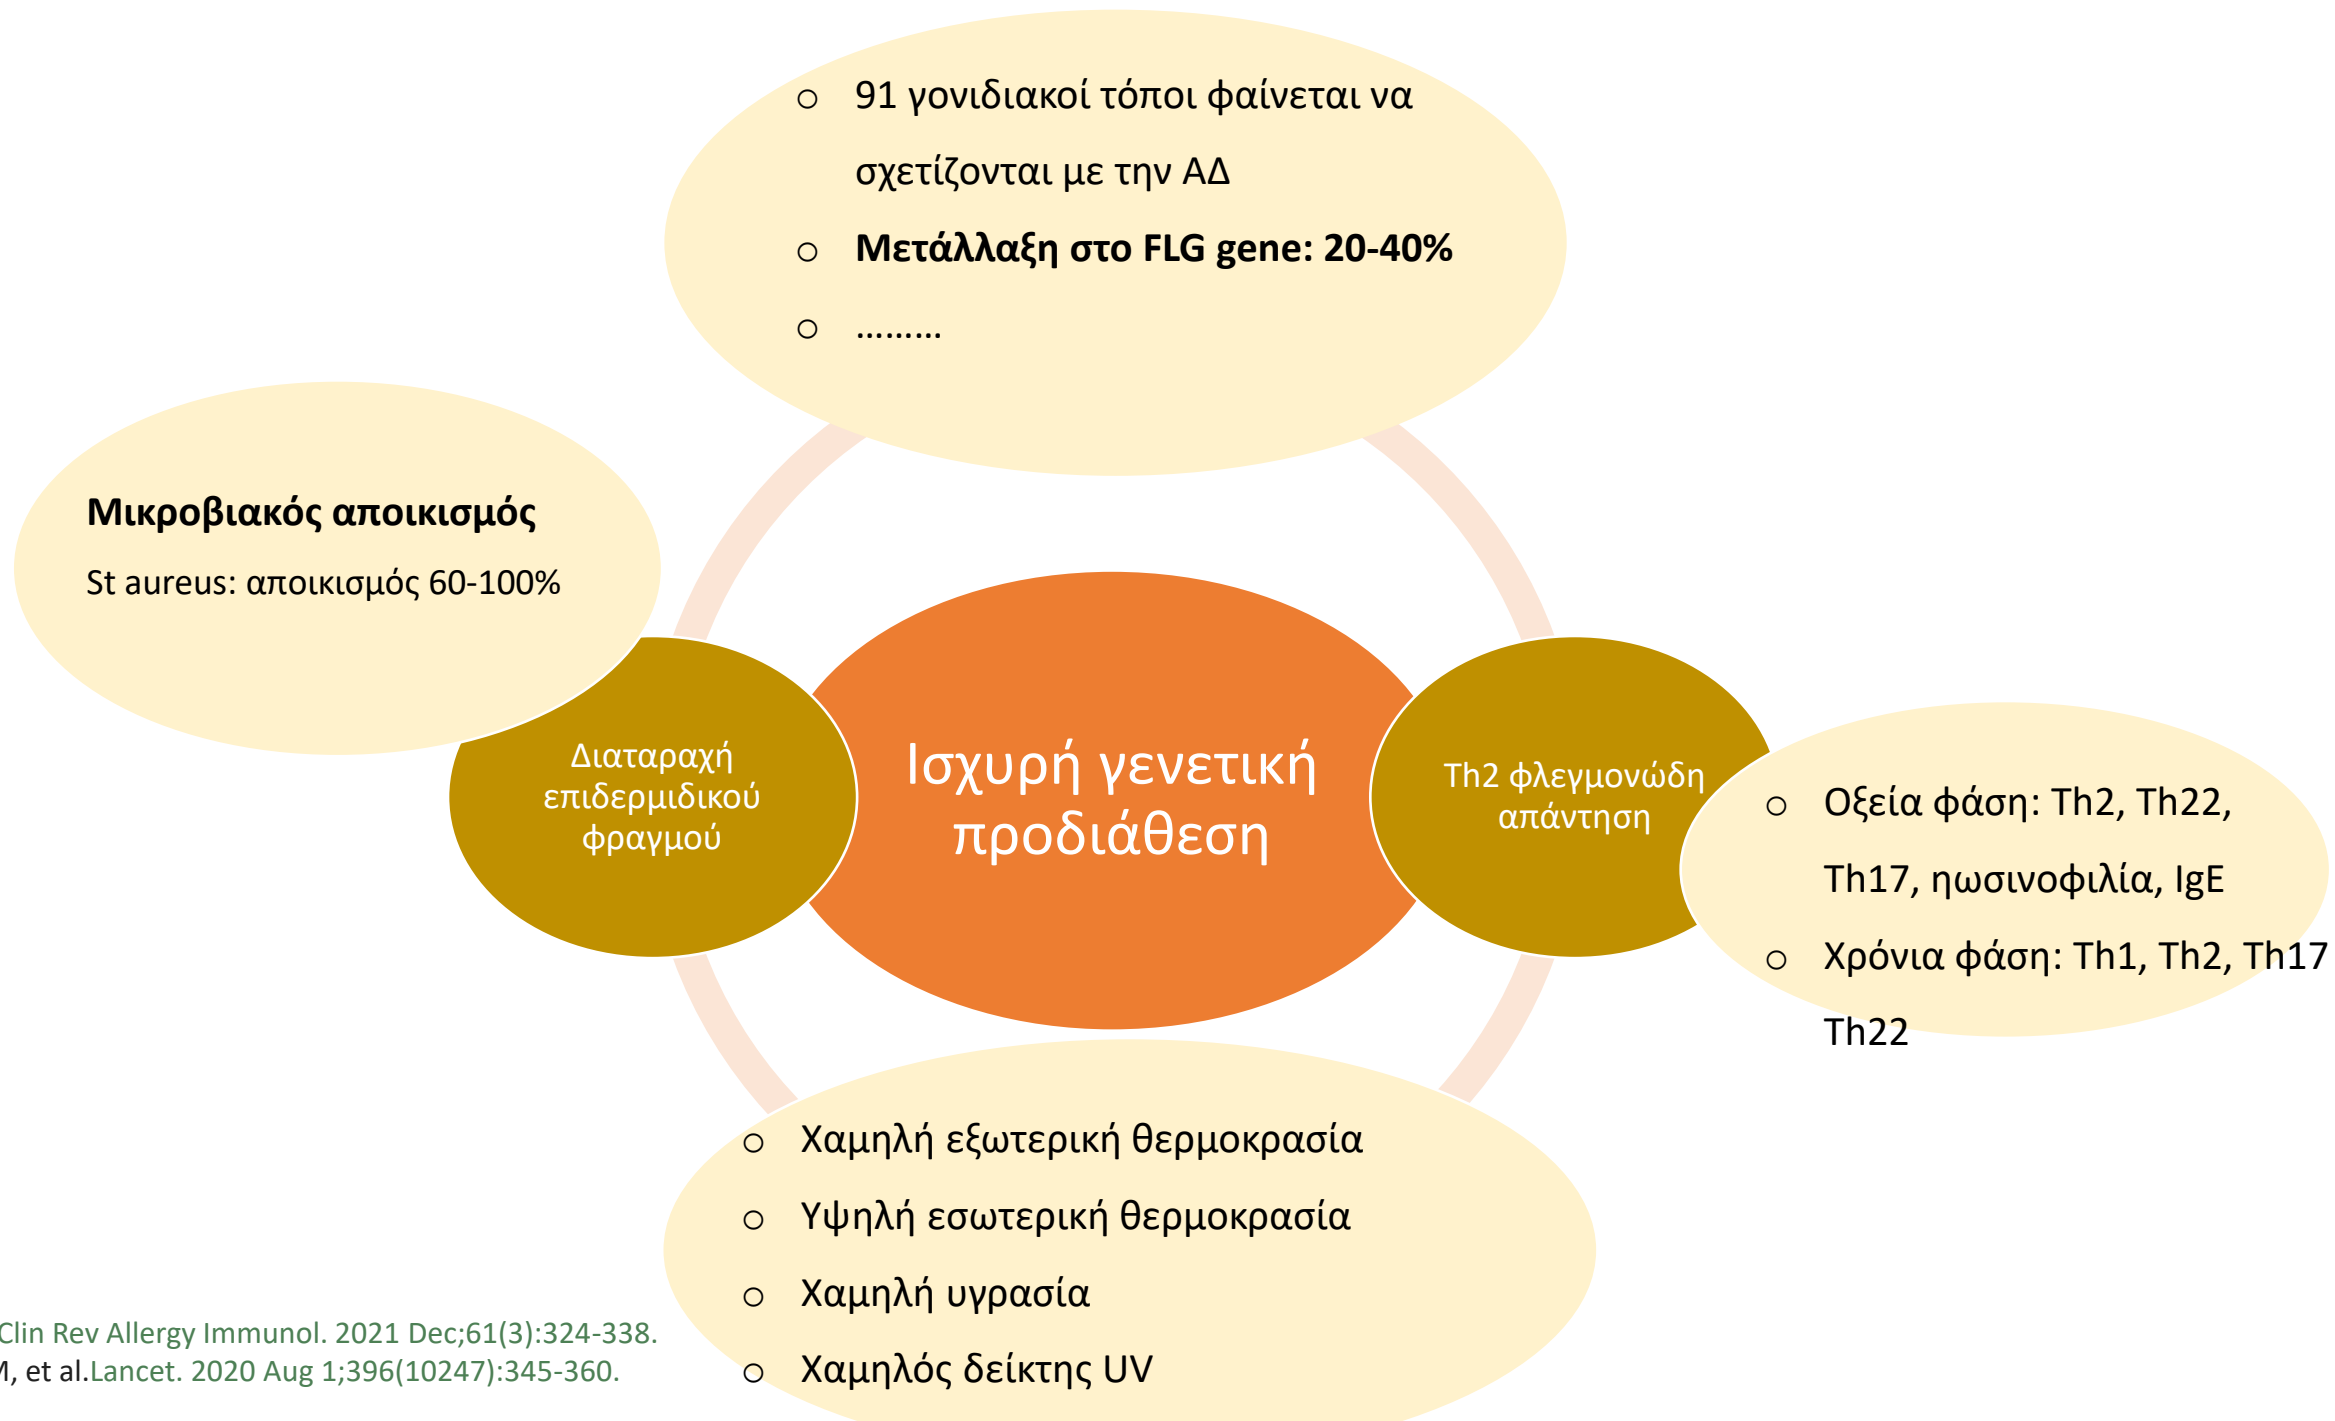 ○ 91 γονιδιακοί τόποι φαίνεται να
σχετίζονται με την ΑΔ
○ Μετάλλαξη στο FLG gene: 20-40%
○ ………
Μικροβιακός αποικισμός
St aureus: αποικισμός 60-100%
Διαταραχή
επιδερμιδικού
φραγμού
Ισχυρή γενετική
προδιάθεση
Th2 φλεγμονώδη
απάντηση
○ Οξεία φάση: Th2, Th22,
Th17, ηωσινοφιλία, IgE
○ Χρόνια φάση: Th1, Th2, Th17
Th22
○ Χαμηλή εξωτερική θερμοκρασία
○ Υψηλή εσωτερική θερμοκρασία
○ Χαμηλή υγρασία
○ Χαμηλός δείκτης UV
Clin Rev Allergy Immunol. 2021 Dec;61(3):324-338.
, et al.Lancet. 2020 Aug 1;396(10247):345-360.